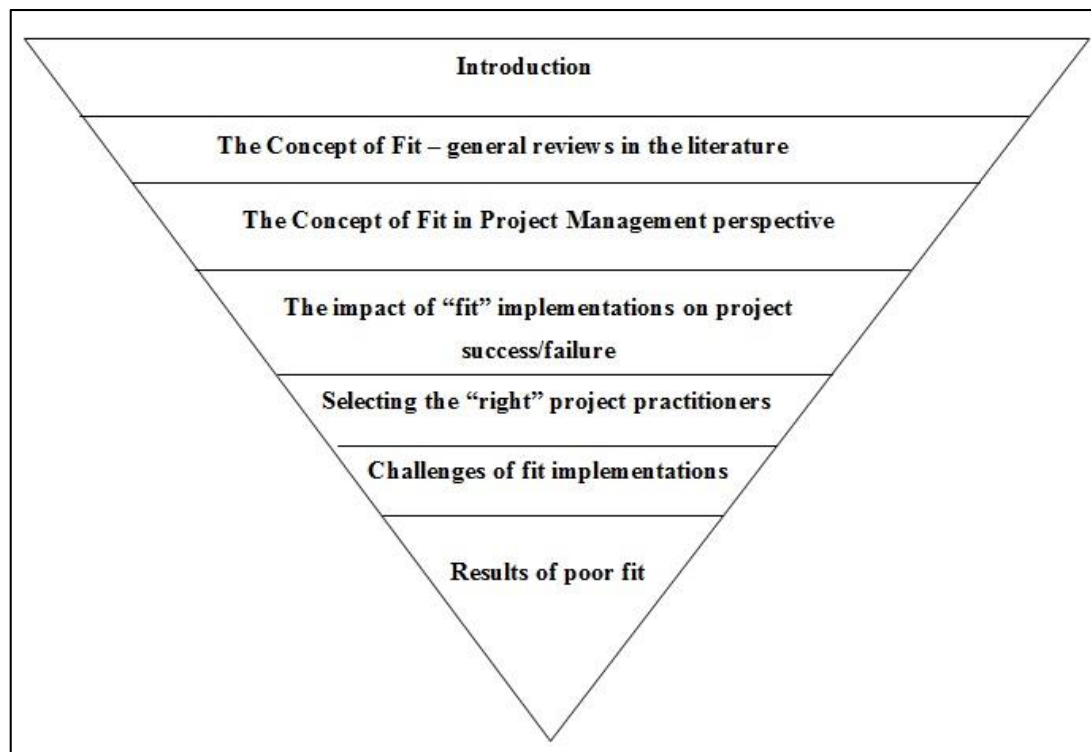 Introduction
The Concept of Fit – general reviews in the literature
The Concept of Fit in Project Management perspective
The impact of “fit” implementations on project
success/failure
Selecting the “right” project practitioners
Challenges of fit implementations
Results of poor fit